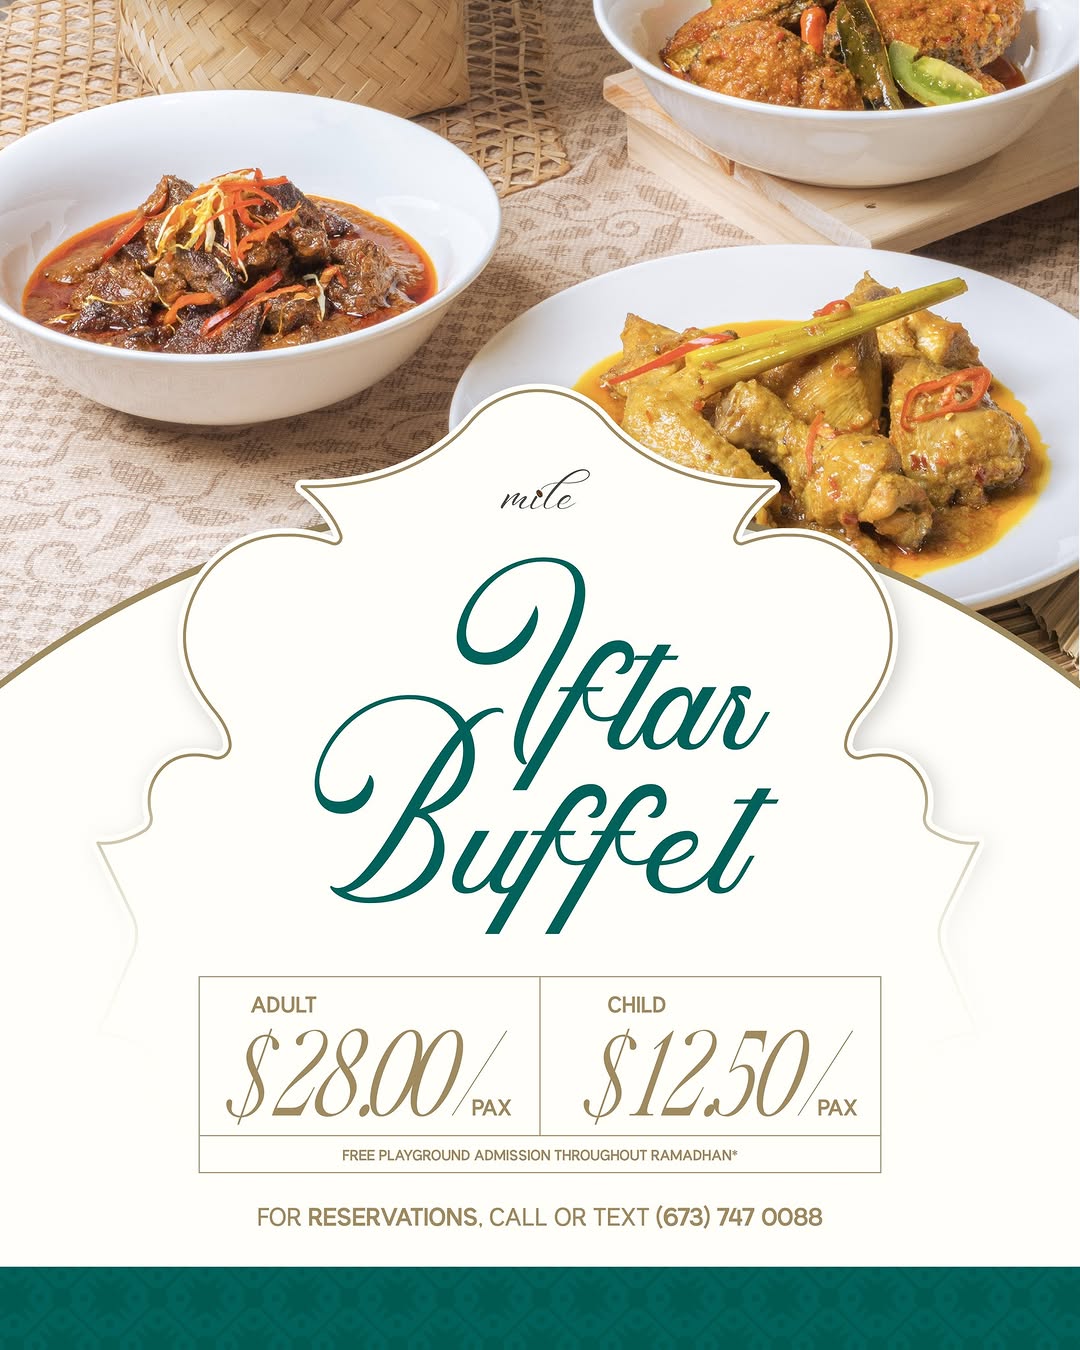 mile
Iftar
Buffet
ADULT
$28.00/PAX
CHILD
$12.50/PAX
FREE PLAYGROUND ADMISSION THROUGHOUT RAMADHAN*
FOR RESERVATIONS, CALL OR TEXT (673) 747 0088